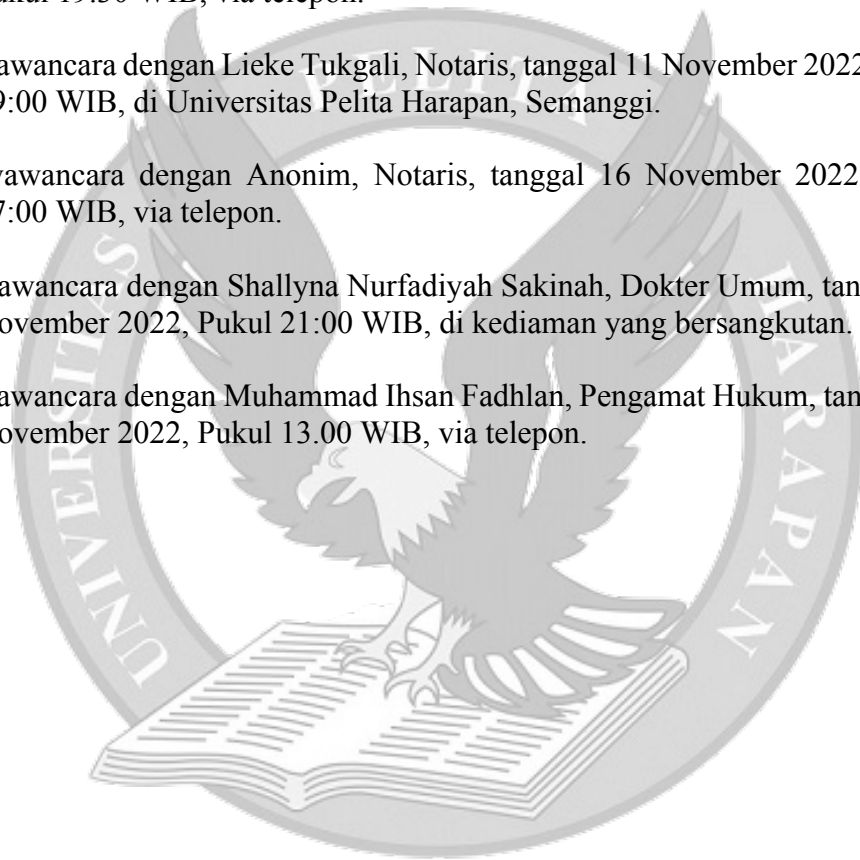 19:30 WIB, via telepon.
awancara dengan Lieke Tukgali, Notaris, tanggal 11 November 2022
9:00 WIB, di Universitas Pelita Harapan, Semanggi.
awancara dengan Anonim, Notaris, tanggal 16 November 2022
7:00 WIB, via telepon.
awancara dengan Shallyna Nurfadiyah Sakinah, Dokter Umum, tan
ovember 2022, Pukul 21:00 WIB, di kediaman yang bersangkutan.
awancara dengan Muhammad Ihsan Fadhlan, Pengamat Hukum, tan
ovember 2022, Pukul 13.00 WIB, via telepon.
UNIVERSITAS PELITA HARAPAN